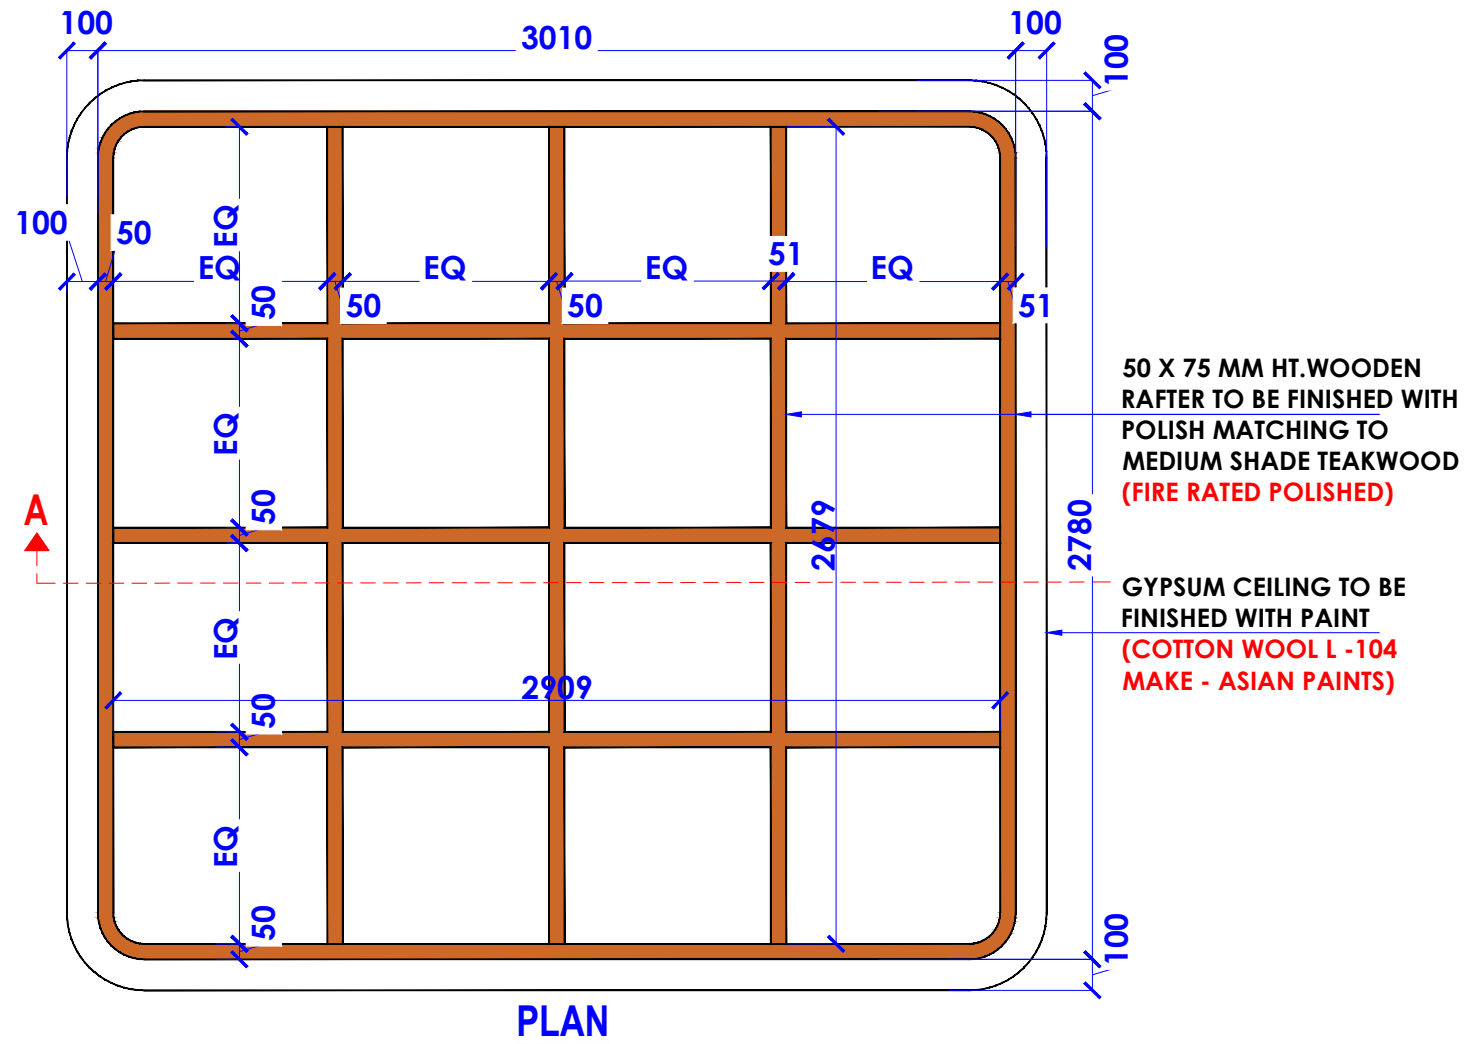 100
3010
100
100
100
50
EQ
EQ
EQ
EQ
51
EQ
50
50
50
51
EQ
50
EQ
50
EQ
50
2679
2780
2909
100
50 X 75 MM HT.WOODEN
RAFTER TO BE FINISHED WITH
POLISH MATCHING TO
MEDIUM SHADE TEAKWOOD
(FIRE RATED POLISHED)
A
GYPSUM CEILING TO BE
FINISHED WITH PAINT
(COTTON WOOL L -104
MAKE - ASIAN PAINTS)
EQ
50
PLAN